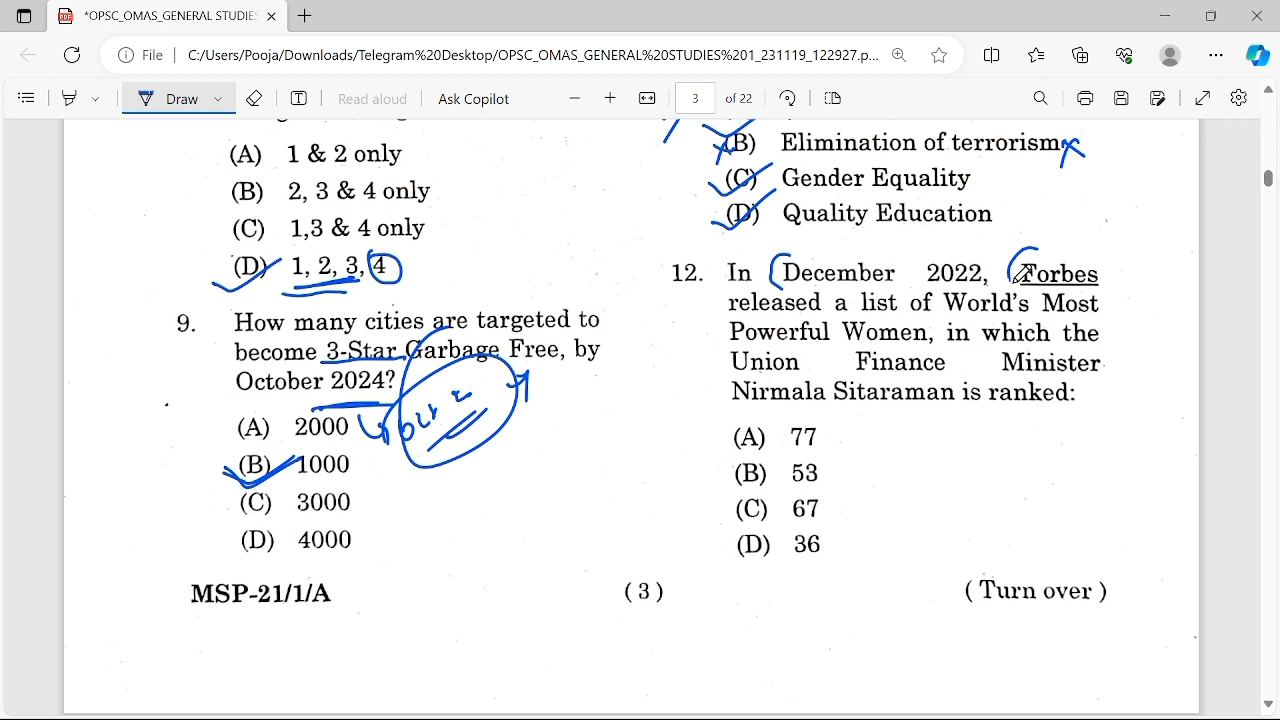 *OPSC_OMAS_GENERAL STUDIES
File
C:/Users/Pooja/Downloads/Telegram%20Desktop/OPSC_OMAS_GENERAL%20STUDIES%201_231119_122927.p...
Draw
Read aloud
Ask Copilot
3 of 22
(A) 1 & 2 only
(B) 2, 3 & 4 only
(C) 1,3 & 4 only
(D) 1, 2, 3, 4
9. How many cities are targeted to
become 3-Star Garbage Free, by
October 2024?
(A) 2000
(B) 1000
(C) 3000
(D) 4000
(B) Elimination of terrorism
(C) Gender Equality
(D) Quality Education
12. In December 2022, Forbes
released a list of World's Most
Powerful Women, in which the
Union Finance Minister
Nirmala Sitaraman is ranked:
(A) 77
(B) 53
(C) 67
(D) 36
MSP-21/1/A
( 3 )
( Turn over )